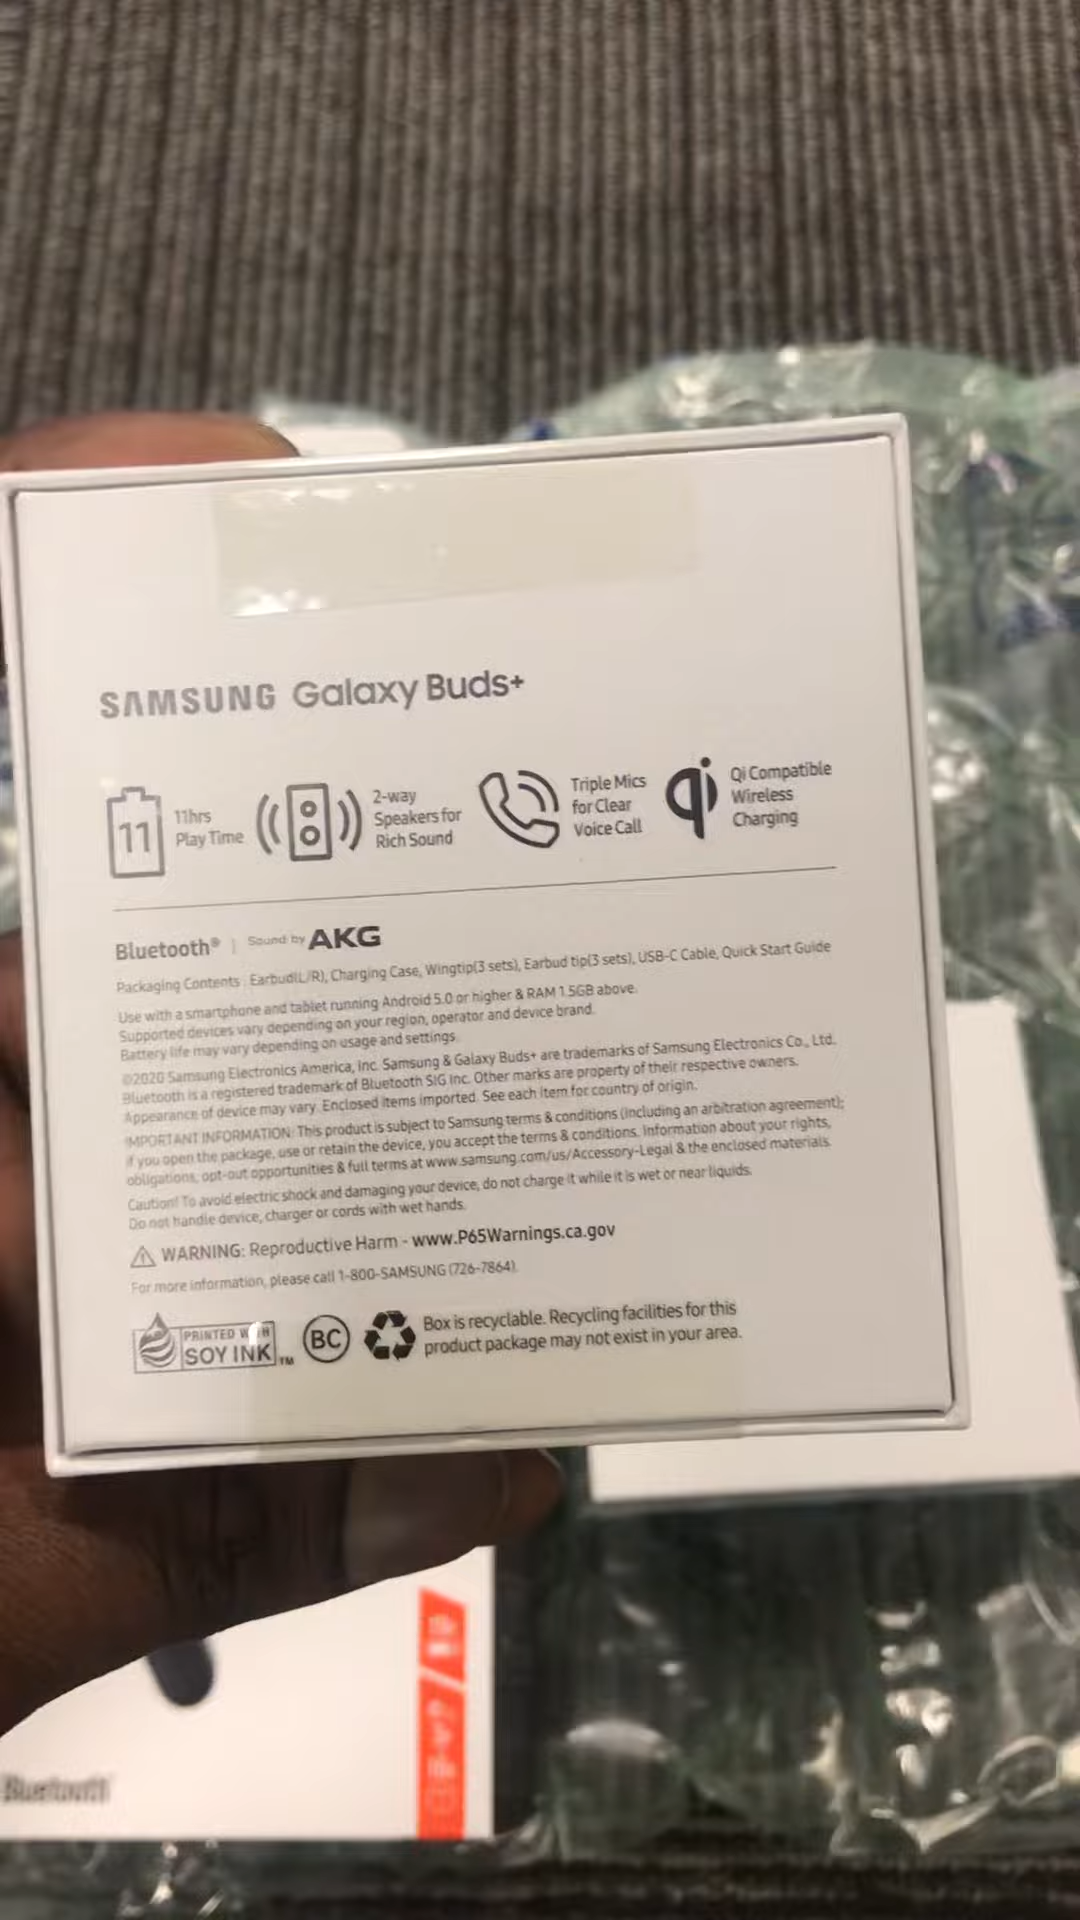 SAMSUNG Galaxy Buds+
11
11hrs
Play Time
2-way
Speakers for
Rich Sound
Triple Mics
for Clear
Voice Call
Qi Compatible
Wireless
Charging
Bluetooth® | Sound by AKG
Packaging Contents : Earbud(L/R), Charging Case, Wingtip(3 sets), Earbud tip(3 sets), USB-C Cable, Quick Start Guide
Use with a smartphone and tablet running Android 5.0 or higher & RAM 1.5GB above.
Supported devices vary depending on your region, operator and device brand.
Battery life may vary depending on usage and settings.
©2020 Samsung Electronics America, Inc. Samsung & Galaxy Buds+ are trademarks of Samsung Electronics Co., Ltd.
Bluetooth is a registered trademark of Bluetooth SIG Inc. Other marks are property of their respective owners.
Appearance of device may vary. Enclosed items imported. See each item for country of origin.
IMPORTANT INFORMATION: This product is subject to Samsung terms & conditions (including an arbitration agreement);
if you open the package, use or retain the device, you accept the terms & conditions. Information about your rights,
obligations, opt-out opportunities & full terms at www.samsung.com/us/Accessory-Legal & the enclosed materials.
Caution! To avoid electric shock and damaging your device, do not charge it while it is wet or near liquids.
Do not handle device, charger or cords with wet hands.
WARNING: Reproductive Harm - www.P65Warnings.ca.gov
For more information, please call 1-800-SAMSUNG (726-7864).
PRINTED WITH
SOY INK™
BC
Box is recyclable. Recycling facilities for this
product package may not exist in your area.
Bluetooth